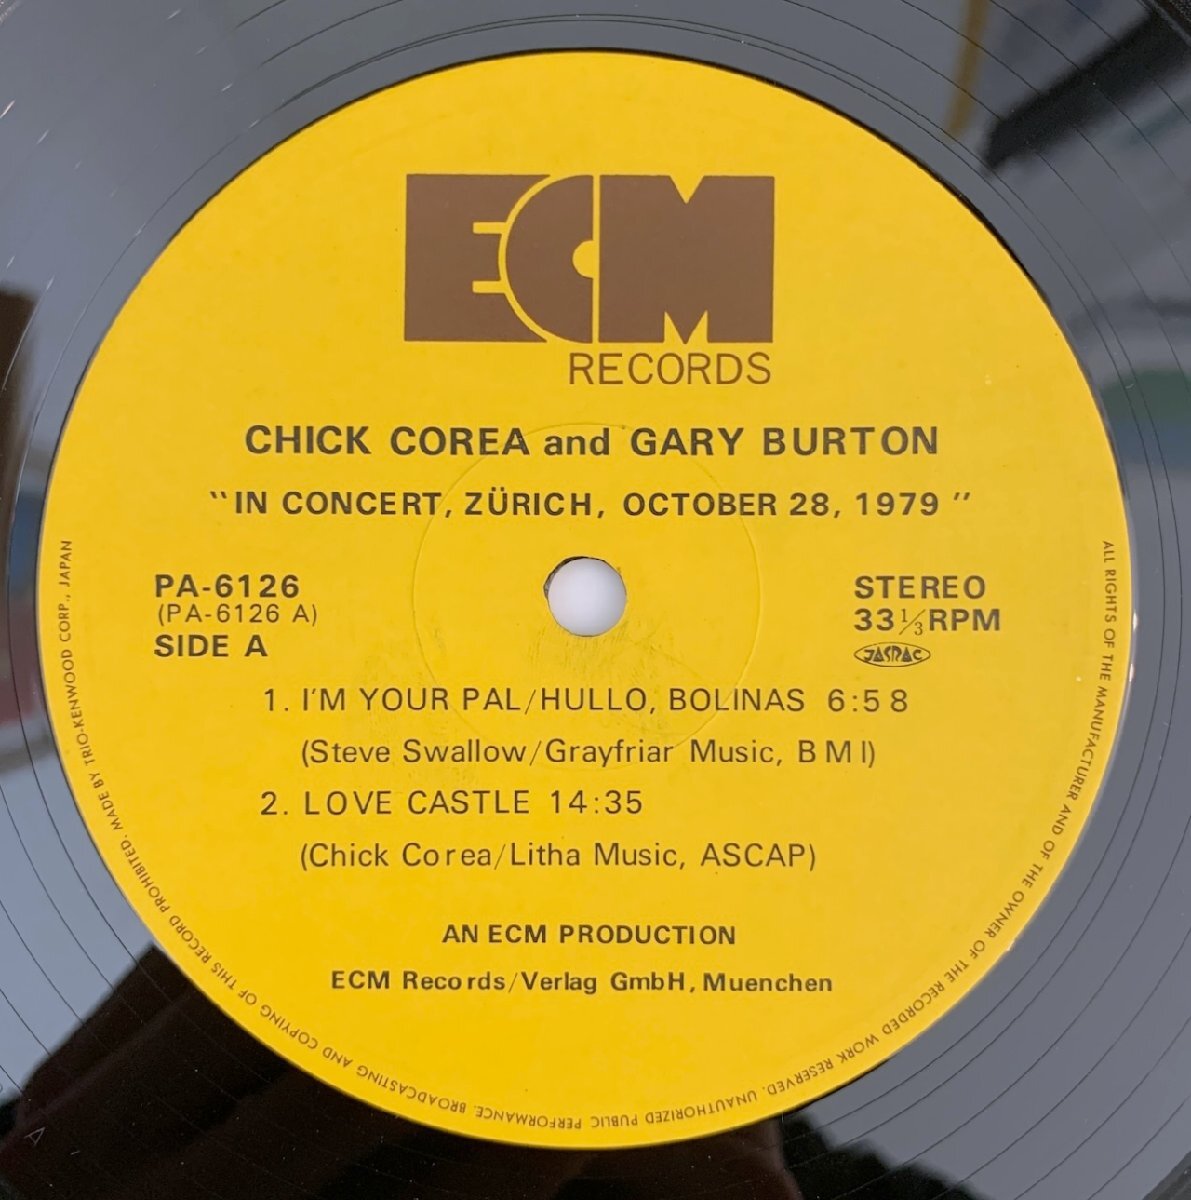 ECM
RECORDS
CHICK COREA and GARY BURTON
"IN CONCERT, ZÜRICH, OCTOBER 28, 1979"
PA-6126
(PA-6126 A)
SIDE A
STEREO
33 1/3 RPM
JASRAC
1. I'M YOUR PAL/HULLO, BOLINAS 6:58
(Steve Swallow/Grayfriar Music, BMI)
2. LOVE CASTLE 14:35
(Chick Corea/Litha Music, ASCAP)
AN ECM PRODUCTION
ECM Records/Verlag GmbH, Muenchen
ALL RIGHTS OF THE MANUFACTURER AND OF THE OWNER OF THE RECORDED WORK RESERVED. UNAUTHORIZED PUBLIC PERFORMANCE. BROADCASTING AND COPYING OF THIS RECORD PROHIBITED. MADE BY TRIO-KENWOOD CORP., JAPAN
A